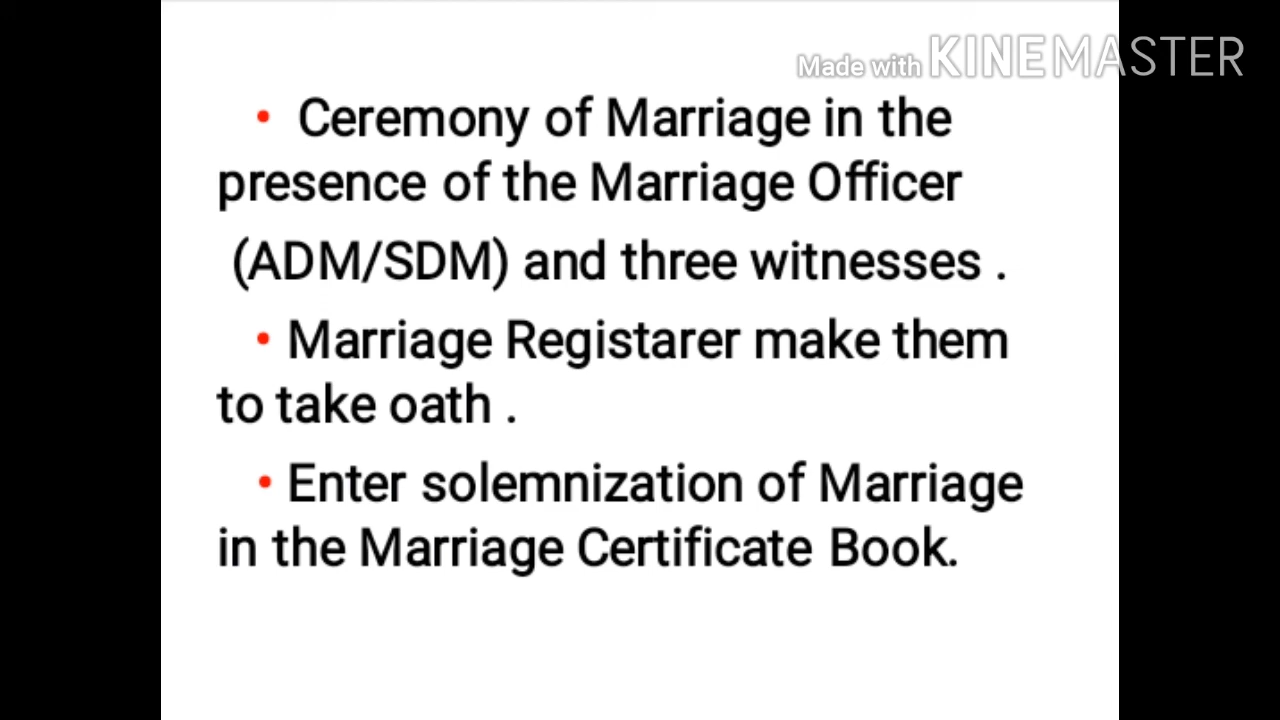 Made with KINEMASTER
• Ceremony of Marriage in the
presence of the Marriage Officer
(ADM/SDM) and three witnesses .
• Marriage Registarer make them
to take oath .
• Enter solemnization of Marriage
in the Marriage Certificate Book.